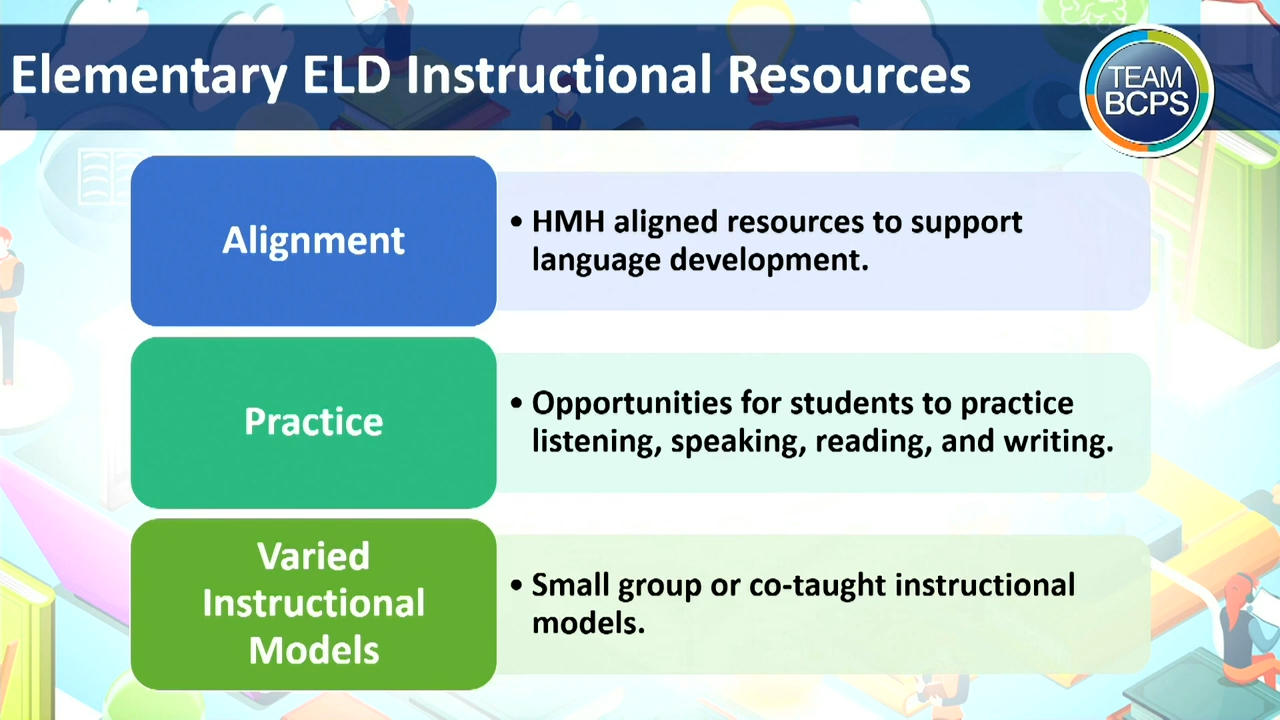 Elementary ELD Instructional Resources
TEAM
BCPS
Alignment
• HMH aligned resources to support
language development.
Practice
• Opportunities for students to practice
listening, speaking, reading, and writing.
Varied
Instructional
Models
• Small group or co-taught instructional
models.